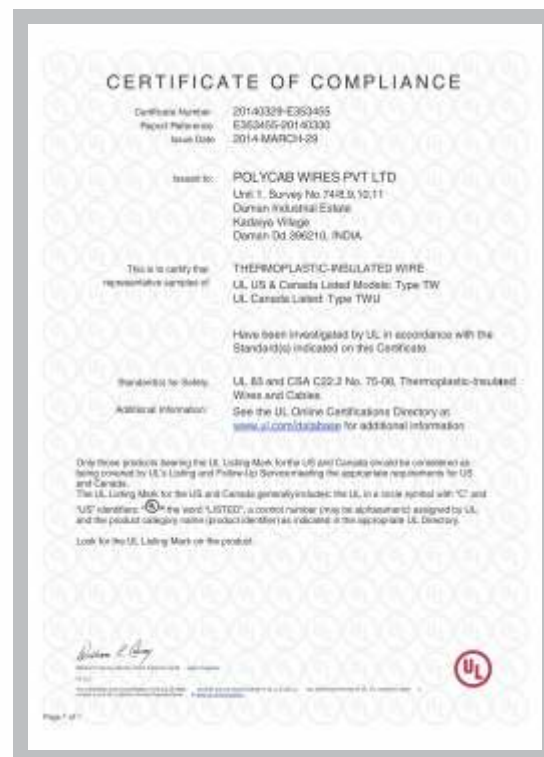 CERTIFICATE OF COMPLIANCE
Certificate Number 20140329-E353455
Report Reference E353455-20140330
Issue Date 2014-MARCH-29
Issued to: POLYCAB WIRES PVT LTD
Unit 1, Survey No.74/8,9,10,11
Daman Industrial Estate
Kadaiya Village
Daman Dd 396210, INDIA
This is to certify that THERMOPLASTIC-INSULATED WIRE
representative samples of UL US & Canada Listed Models: Type TW
UL Canada Listed: Type TWU
Have been investigated by UL in accordance with the
Standard(s) indicated on this Certificate.
Standard(s) for Safety: UL 83 and CSA C22.2 No. 75-08, Thermoplastic-Insulated
Wires and Cables
Additional Information: See the UL Online Certifications Directory at
www.ul.com/database for additional information
Only those products bearing the UL Listing Mark for the US and Canada should be considered as
being covered by UL's Listing and Follow-Up Service meeting the appropriate requirements for US
and Canada.
The UL Listing Mark for the US and Canada generally includes: the UL in a circle symbol with "C" and
"US" identifiers: the word "LISTED", a control number (may be alphanumeric) assigned by UL,
and the product category name (product identifier) as indicated in the appropriate UL Directory.
Look for the UL Listing Mark on the product.
UL
Page 1 of 1